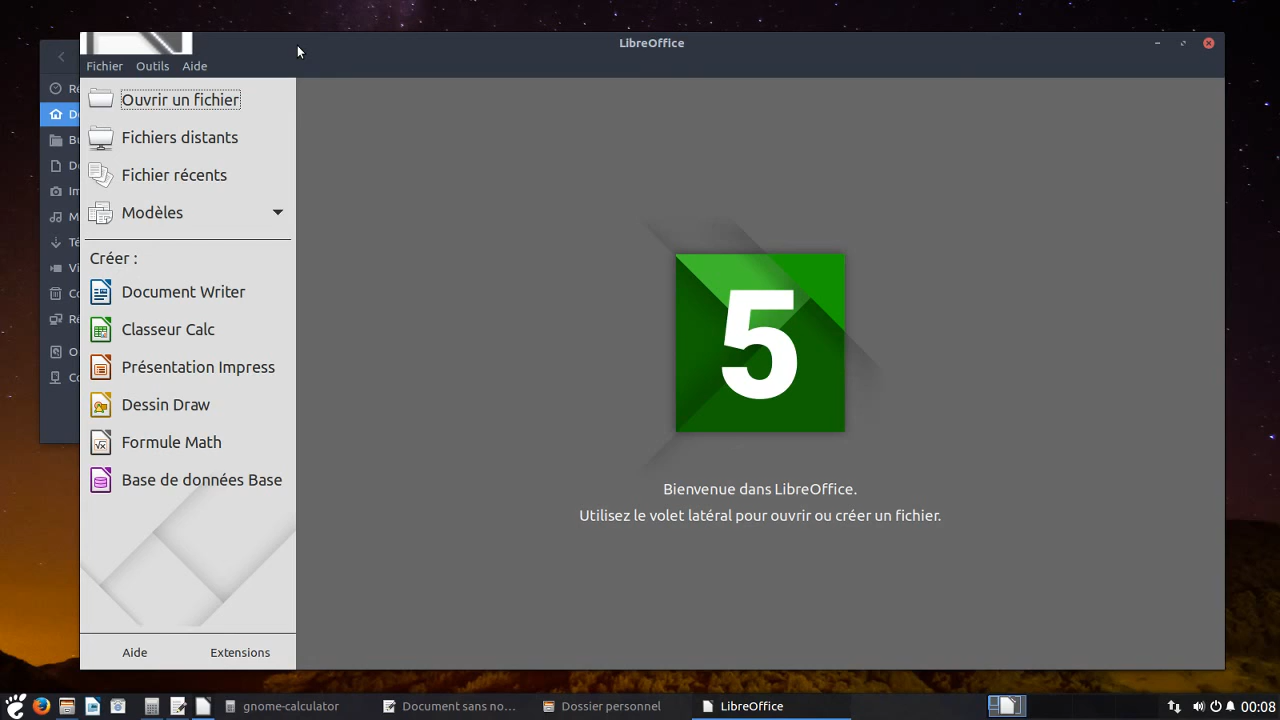 LibreOffice
Fichier Outils Aide
Ouvrir un fichier
Fichiers distants
Fichier récents
Modèles
Créer :
Document Writer
Classeur Calc
Présentation Impress
Dessin Draw
Formule Math
Base de données Base
Aide Extensions
5
Bienvenue dans LibreOffice.
Utilisez le volet latéral pour ouvrir ou créer un fichier.
gnome-calculator Document sans no... Dossier personnel LibreOffice 00:08